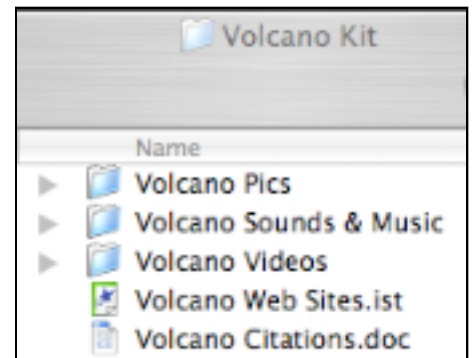 Volcano Kit
Name
Volcano Pics
Volcano Sounds & Music
Volcano Videos
Volcano Web Sites.ist
Volcano Citations.doc